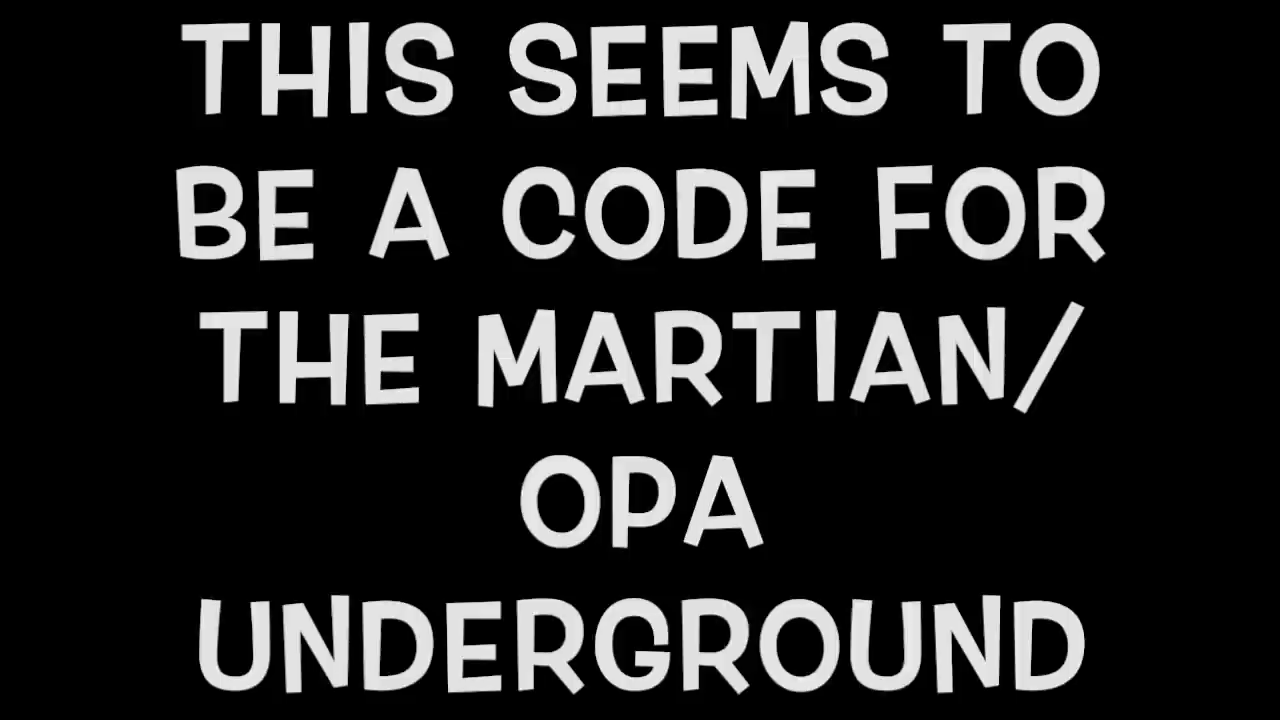 THIS SEEMS TO
BE A CODE FOR
THE MARTIAN/
OPA
UNDERGROUND